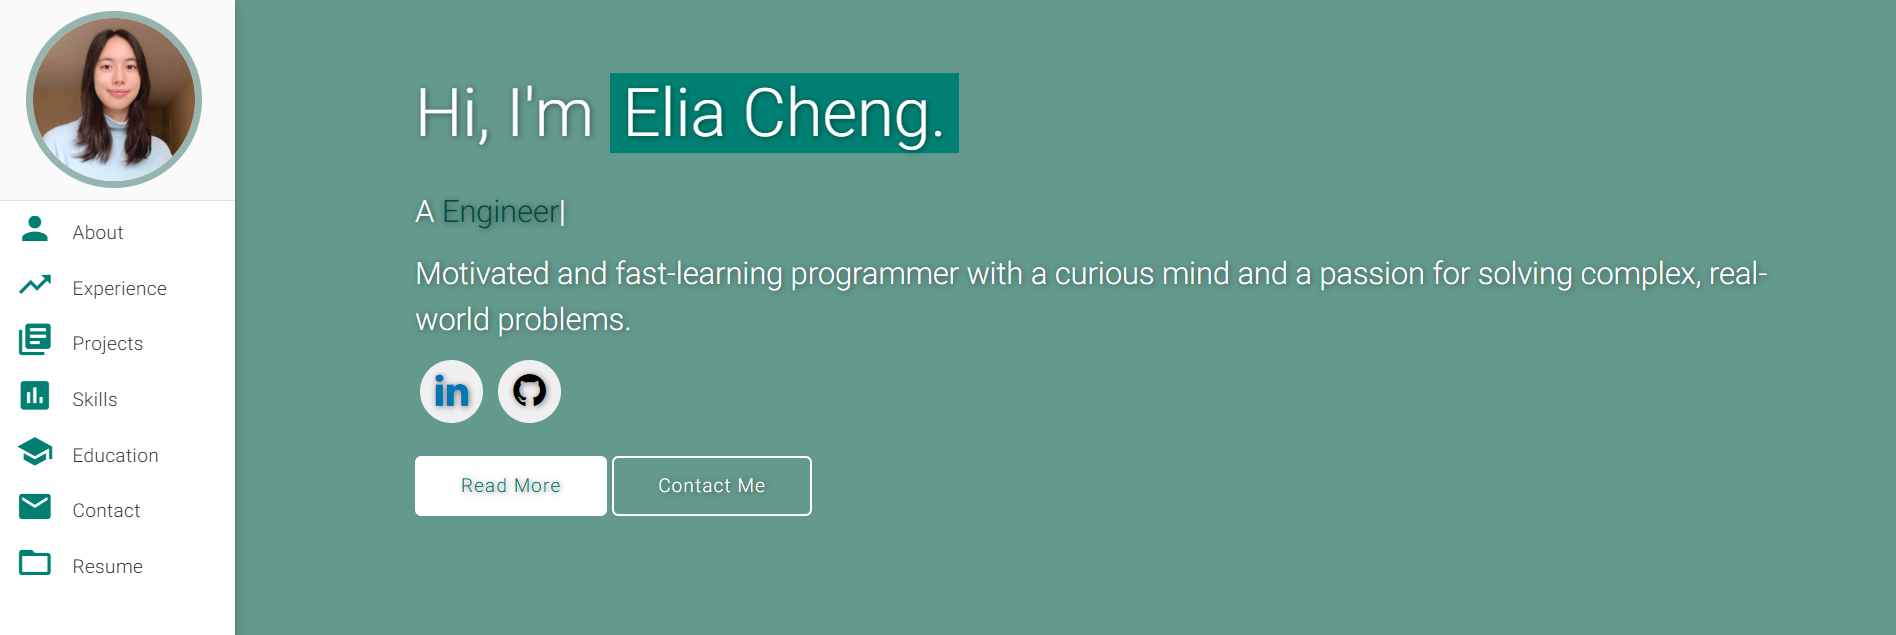 About
Experience
Projects
Skills
Education
Contact
Resume
Hi, I'm Elia Cheng.
A Engineer|
Motivated and fast-learning programmer with a curious mind and a passion for solving complex, real-
world problems.
in
Read More
Contact Me